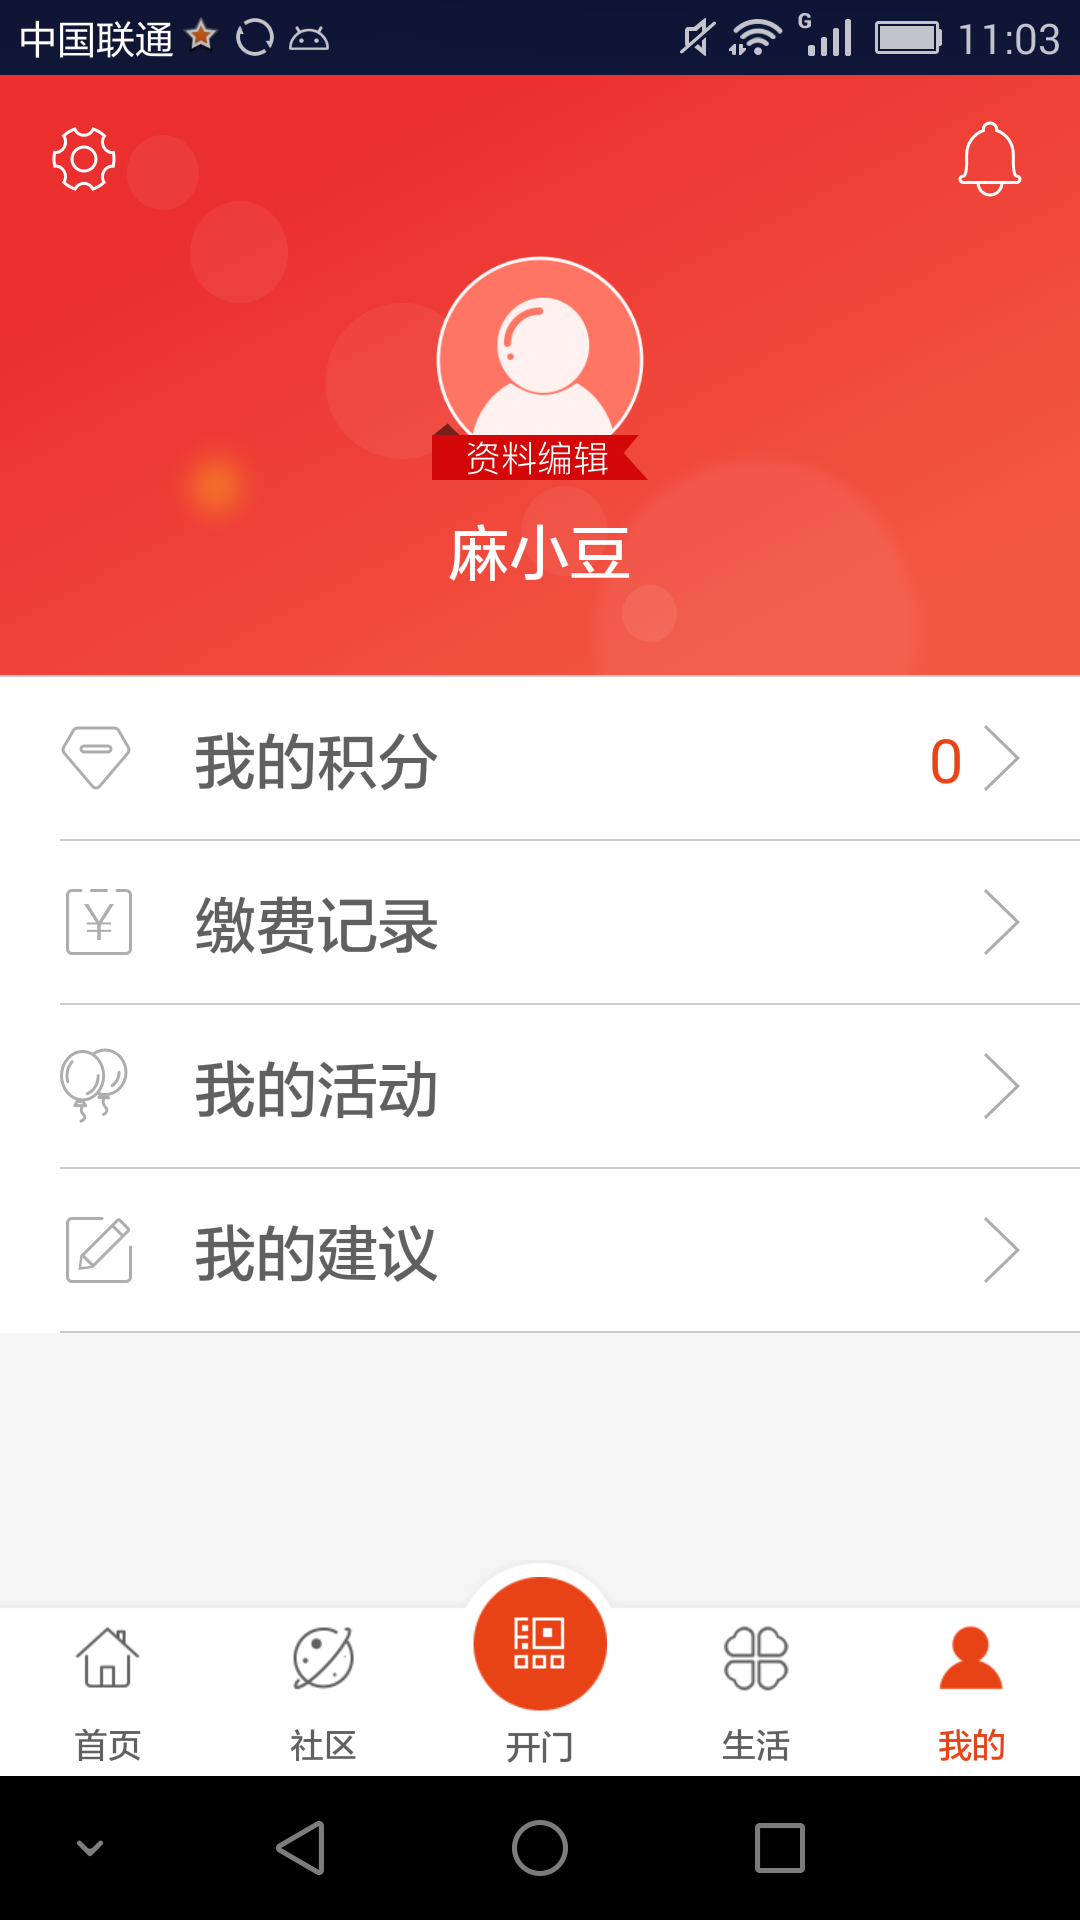 中国联通 G 11:03
资料编辑
麻小豆
我的积分 0
¥ 缴费记录
我的活动
我的建议
首页 社区 开门 生活 我的